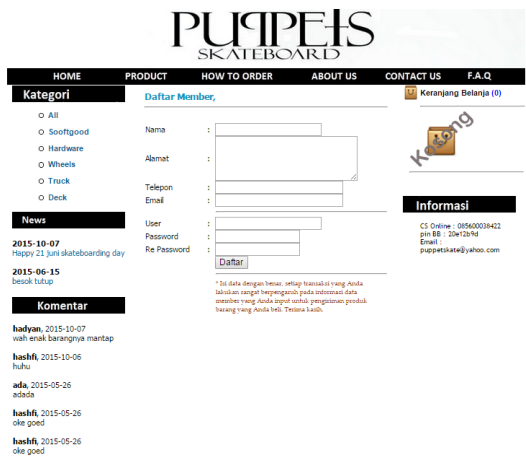 PUPPETS
SKATEBOARD
HOME PRODUCT HOW TO ORDER ABOUT US CONTACT US F.A.Q
Kategori
All
Sooftgood
Hardware
Wheels
Truck
Deck
News
2015-10-07
Happy 21 juni skateboarding day
2015-06-15
besok tutup
Komentar
hadyan, 2015-10-07
wah enak barangnya mantap
hashfi, 2015-10-06
huhu
ada, 2015-05-26
adada
hashfi, 2015-05-26
oke goed
hashfi, 2015-05-26
oke goed
Daftar Member,
Nama :
Alamat :
Telepon :
Email :
User :
Password :
Re Password :
Daftar
* Isi data dengan benar, setiap transaksi yang Anda
lakukan sangat berpengaruh pada informasi data
member yang Anda input untuk pengiriman produk
barang yang Anda beli. Terima kasih.
Keranjang Belanja (0)
Kosong
Informasi
CS Online : 085600038422
pin BB : 20e12b9d
Email :
puppetskate@yahoo.com